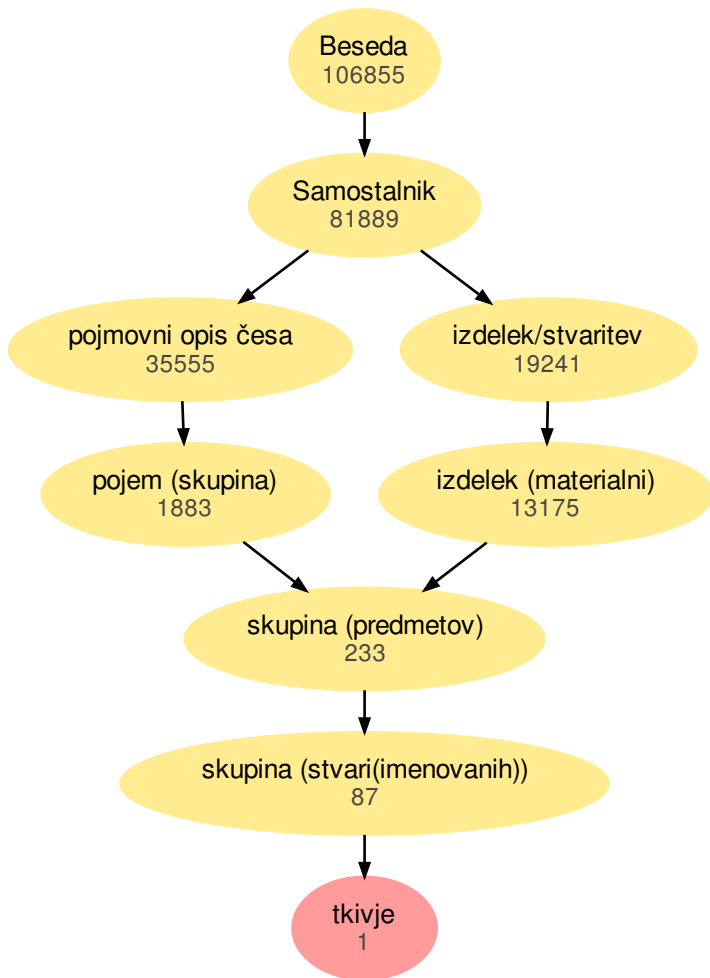 Beseda
106855
Samostalnik
81889
pojmovni opis česa
35555
izdelek/stvaritev
19241
pojem (skupina)
1883
izdelek (materialni)
13175
skupina (predmetov)
233
skupina (stvari(imenovanih))
87
tkivje
1